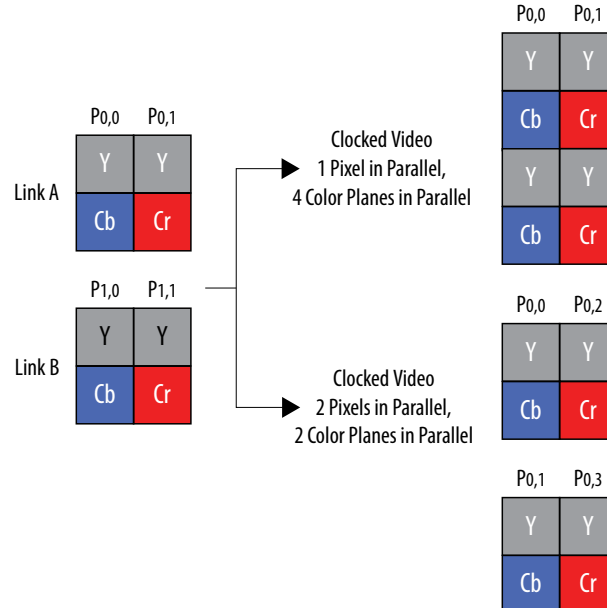 P0,0 P0,1
Link A
Y Y
Cb Cr
P1,0 P1,1
Link B
Y Y
Cb Cr
Clocked Video
1 Pixel in Parallel,
4 Color Planes in Parallel
P0,0 P0,1
Y Y
Cb Cr
Y Y
Cb Cr
Clocked Video
2 Pixels in Parallel,
2 Color Planes in Parallel
P0,0 P0,2
Y Y
Cb Cr
P0,1 P0,3
Y Y
Cb Cr